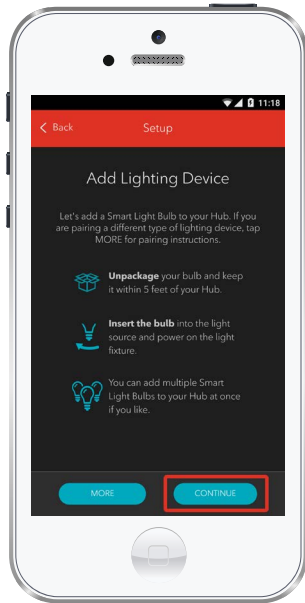 11:18
Back
Setup
Add Lighting Device
Let's add a Smart Light Bulb to your Hub. If you
are pairing a different type of lighting device, tap
MORE for pairing instructions.
Unpackage your bulb and keep
it within 5 feet of your Hub.
Insert the bulb into the light
source and power on the light
fixture.
You can add multiple Smart
Light Bulbs to your Hub at once
if you like.
MORE
CONTINUE